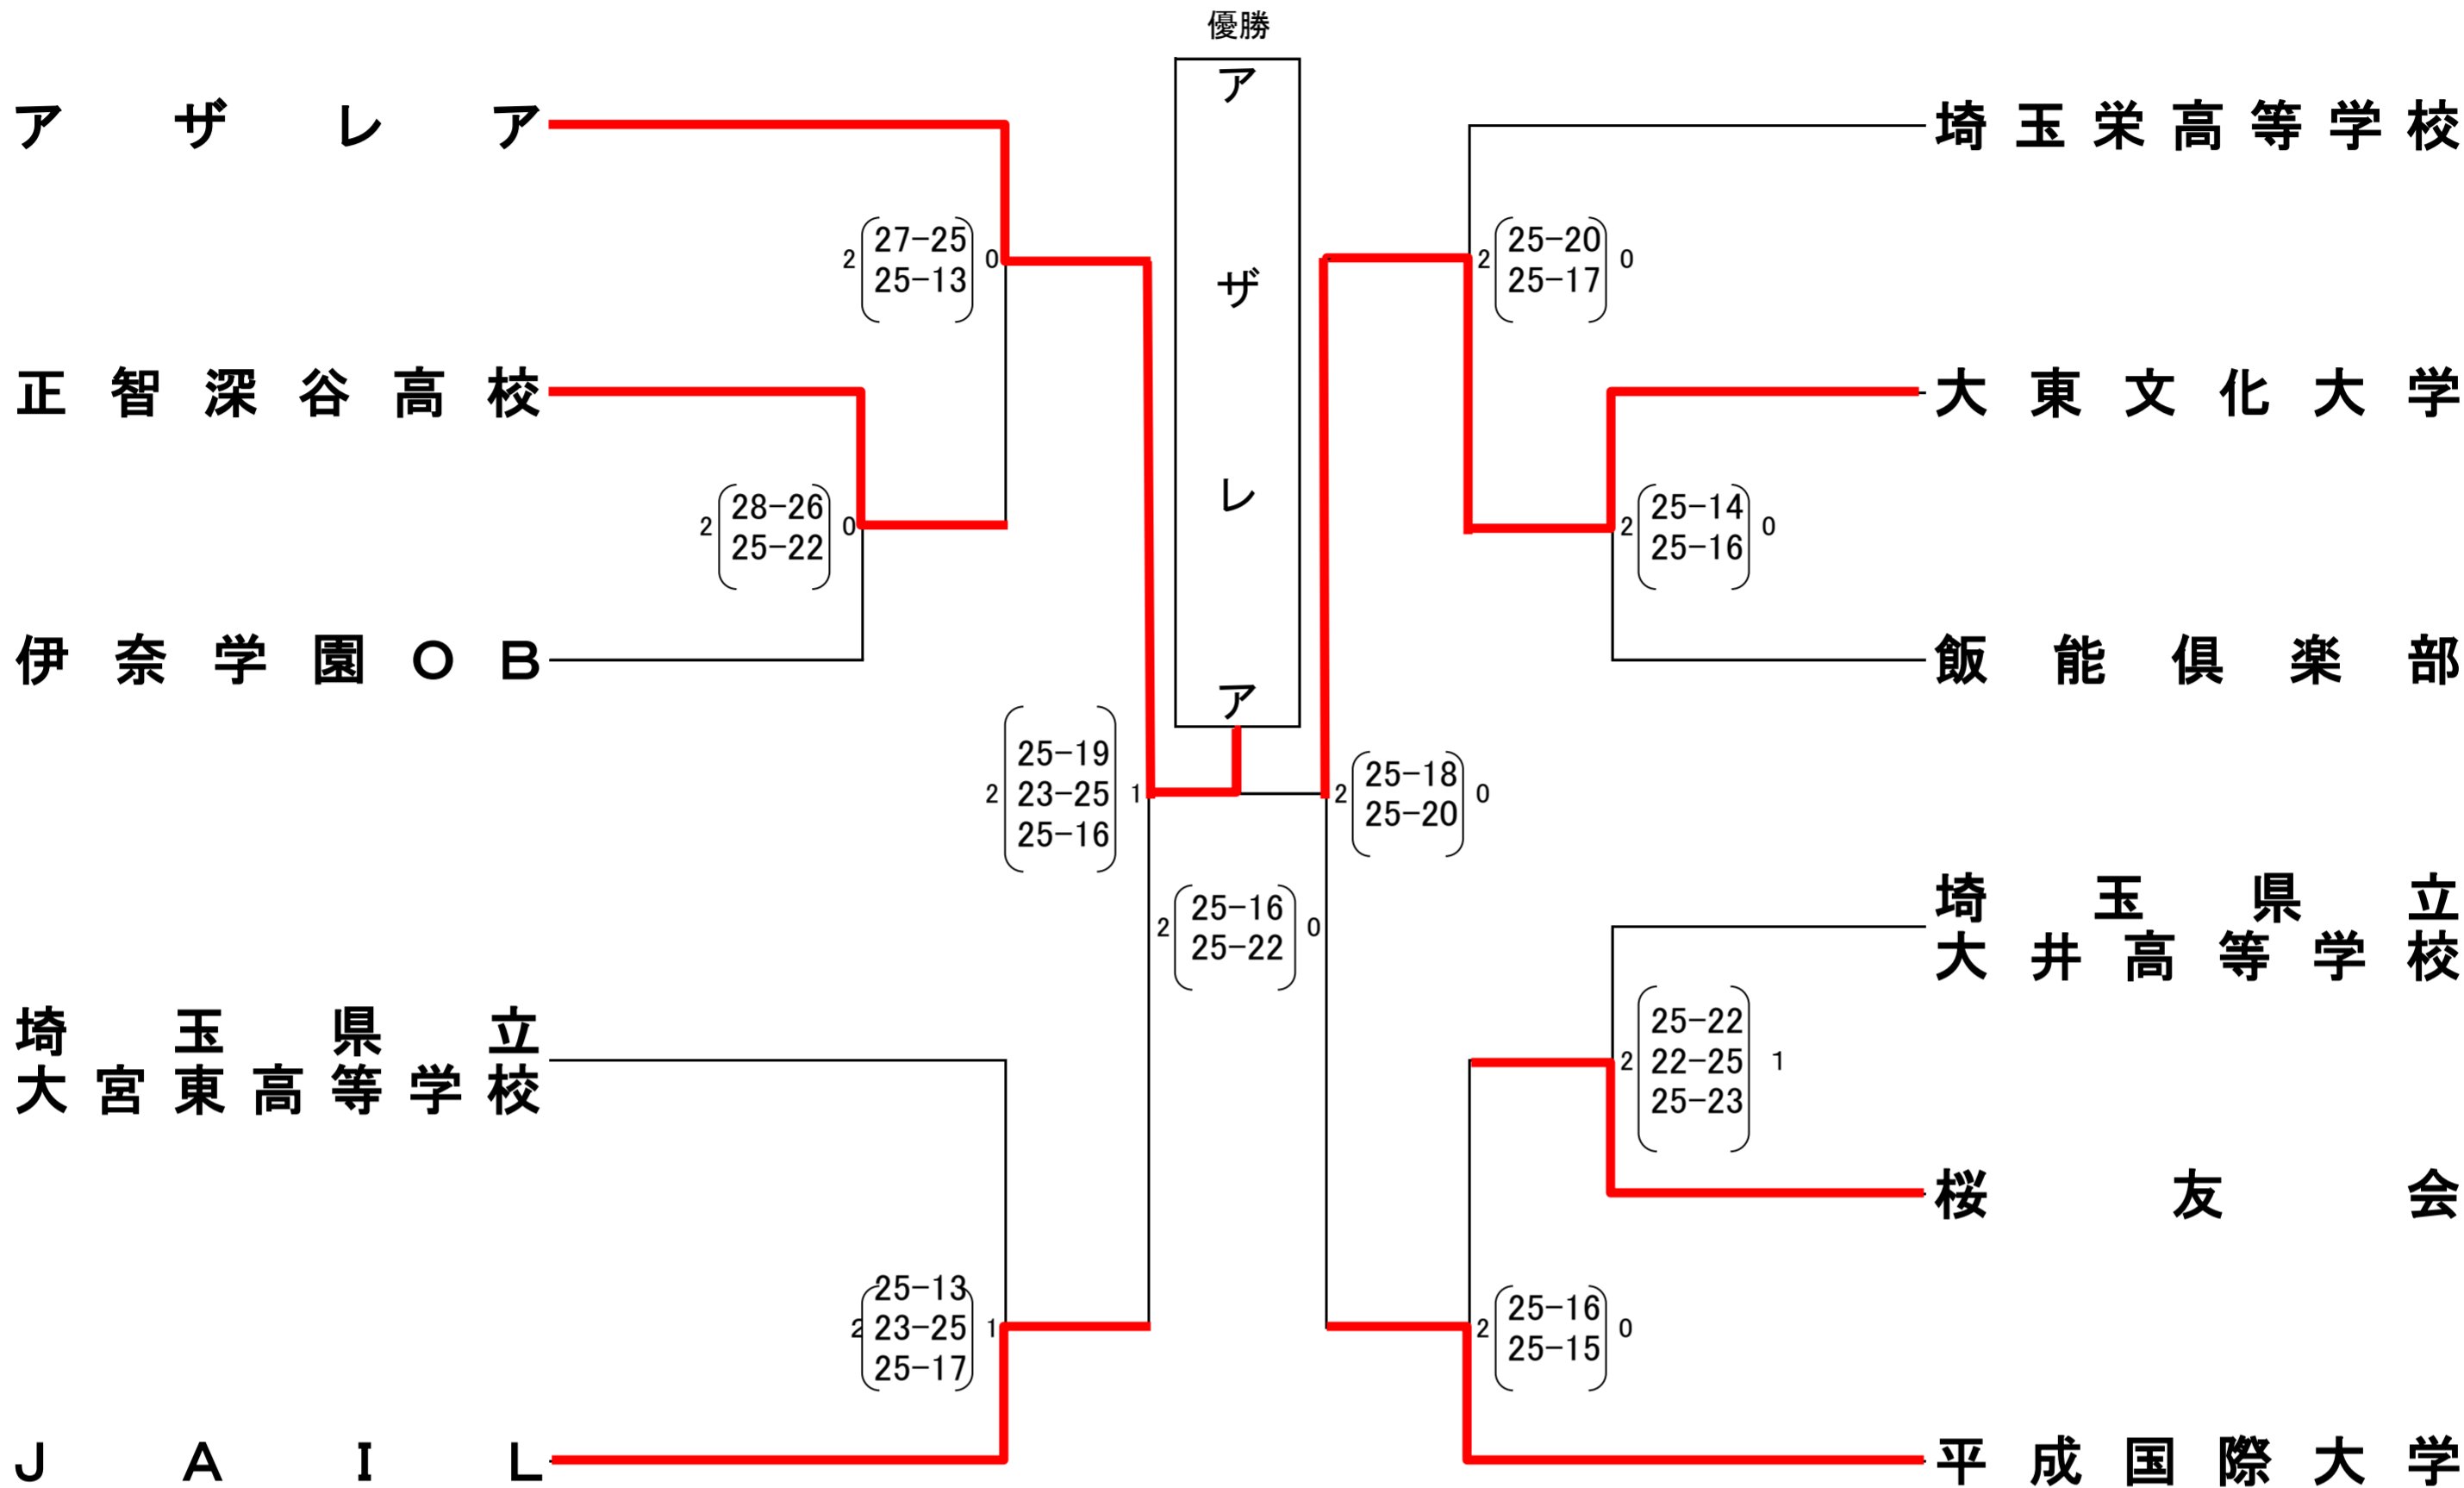 優勝
アザレア
アザレア
正智深谷高校
伊奈学園ＯＢ
埼玉県立
大宮東高等学校
ＪＡＩＬ
2
27-25
25-13
0
2
28-26
25-22
0
2
25-19
23-25
25-16
1
2
25-13
23-25
25-17
1
2
25-16
25-22
0
2
25-20
25-17
0
2
25-14
25-16
0
2
25-18
25-20
0
2
25-22
22-25
25-23
1
2
25-16
25-15
0
埼玉栄高等学校
大東文化大学
飯能倶楽部
埼玉県立
大井高等学校
桜友会
平成国際大学